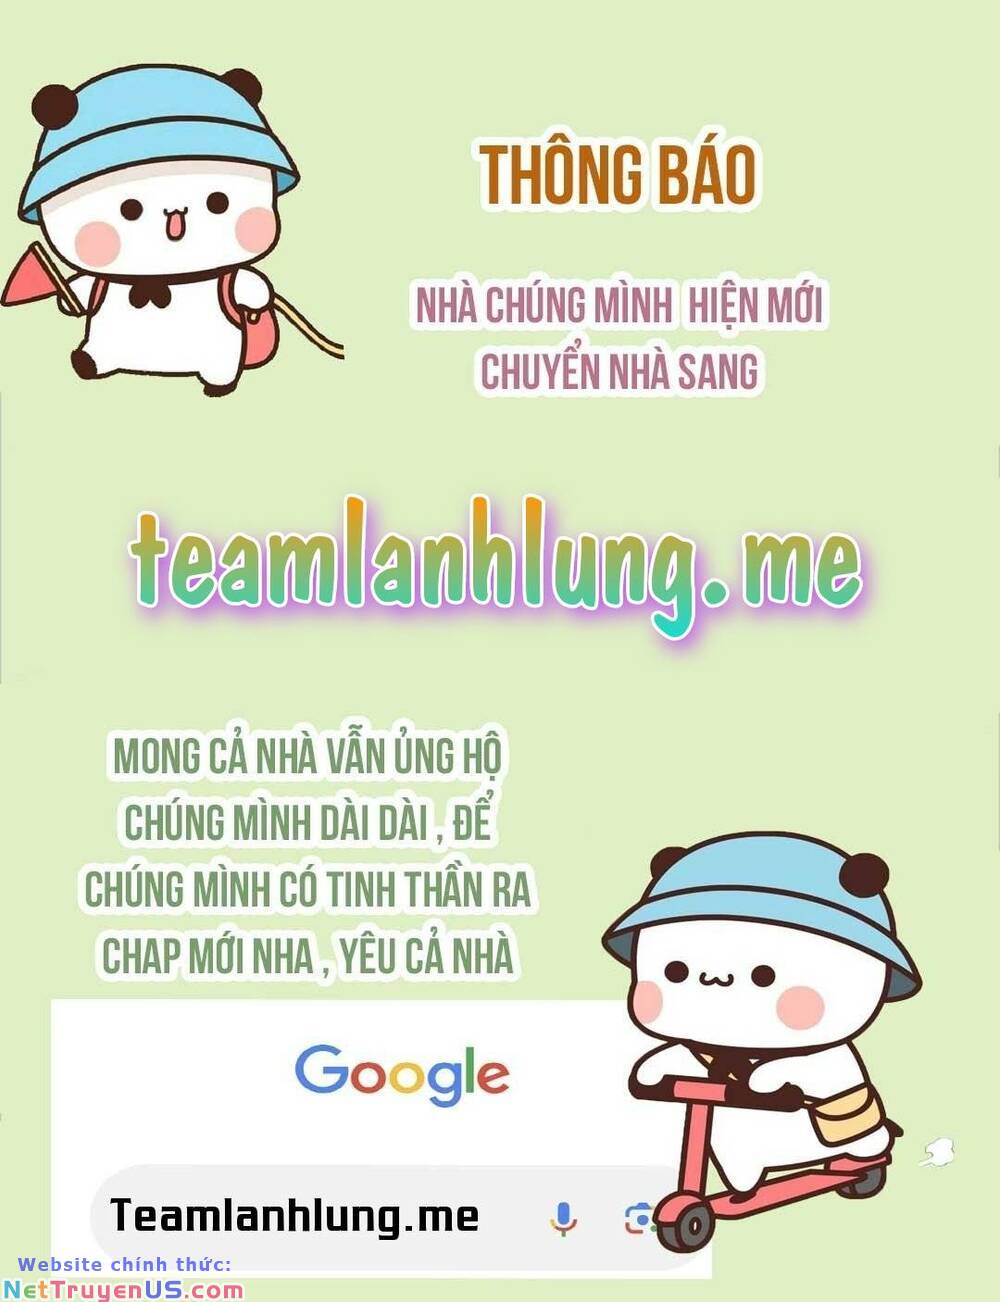 THÔNG BÁO
NHÀ CHÚNG MÌNH HIỆN MỚI
CHUYỂN NHÀ SANG
teamlanhlung.me
MONG CẢ NHÀ VẪN ỦNG HỘ
CHÚNG MÌNH DÀI DÀI , ĐỂ
CHÚNG MÌNH CÓ TINH THẦN RA
CHAP MỚI NHA , YÊU CẢ NHÀ
Google
Teamlanhlung.me
Website chính thức:
NetTruyenUS.com